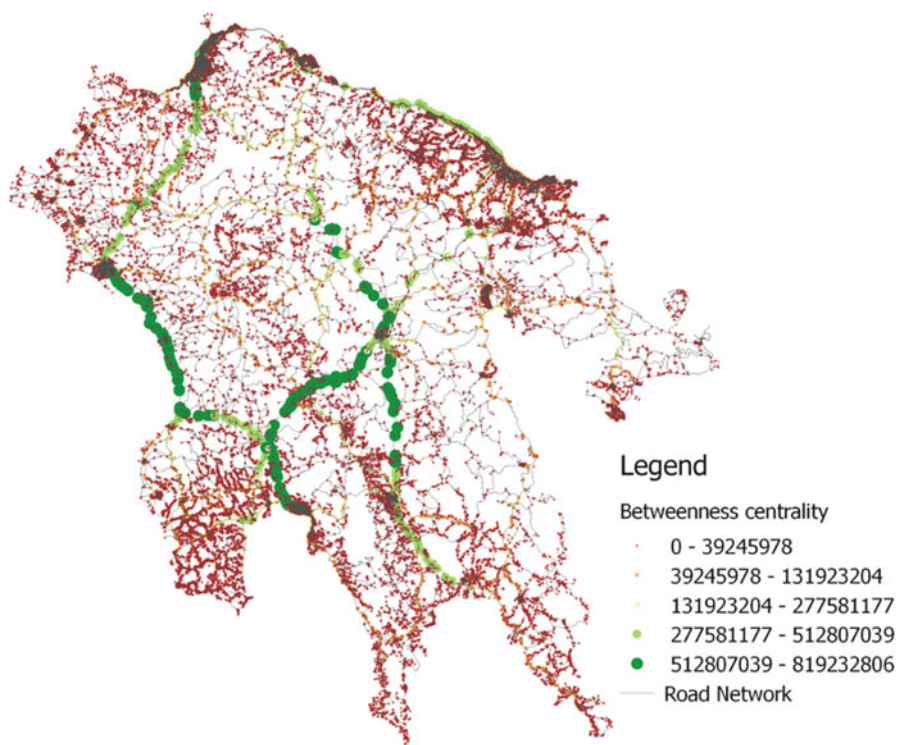 Legend
Betweenness centrality
0 - 39245978
39245978 - 131923204
131923204 - 277581177
277581177 - 512807039
512807039 - 819232806
Road Network